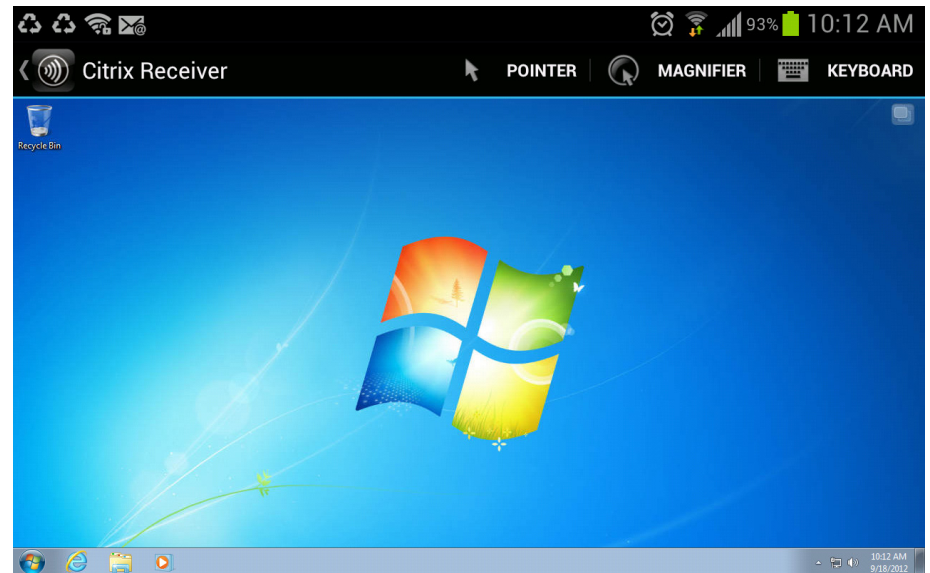 93% 10:12 AM
Citrix Receiver POINTER MAGNIFIER KEYBOARD
Recycle Bin
10:12 AM
9/18/2012